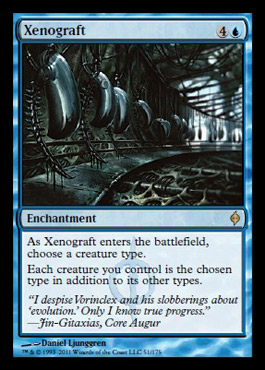 Xenograft 4
Enchantment
As Xenograft enters the battlefield,
choose a creature type.
Each creature you control is the chosen
type in addition to its other types.
“I despise Vorinclex and his slobberings about
‘evolution.’ Only I know true progress.”
—Jin-Gitaxias, Core Augur
Daniel Ljunggren
™ & © 1993–2011 Wizards of the Coast LLC 51/175